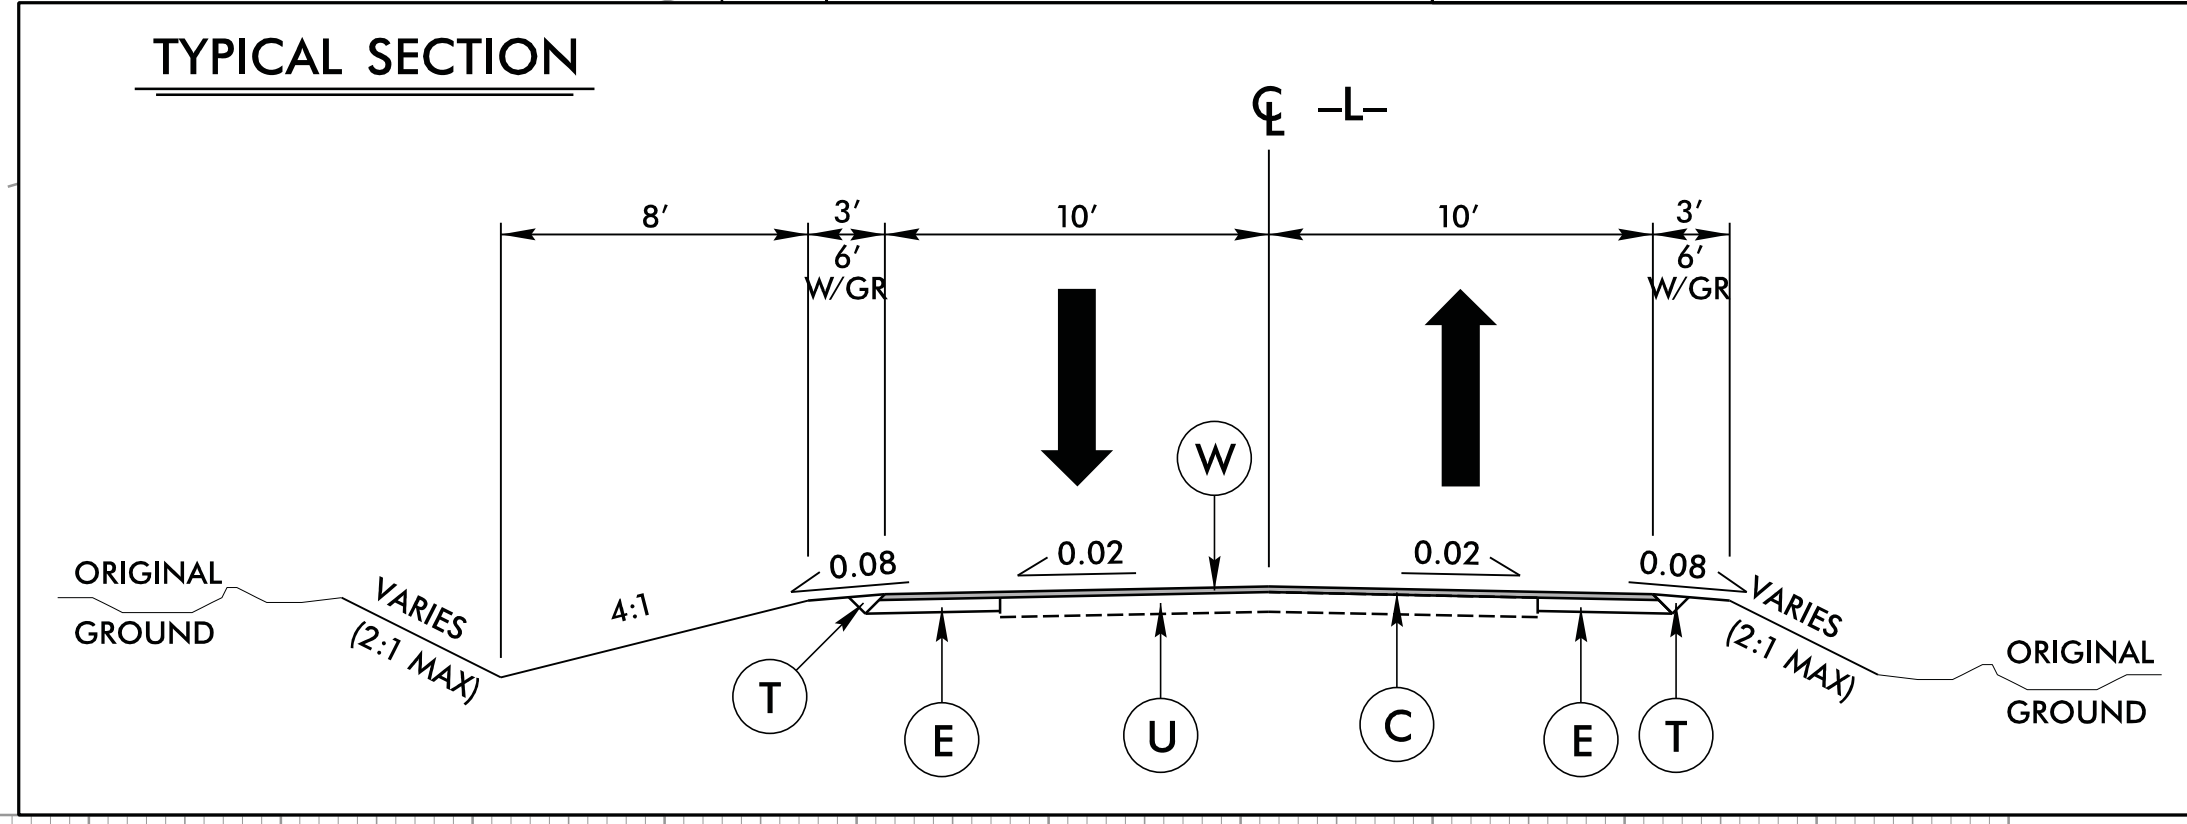 TYPICAL SECTION
℄ –L–
8′ 3′ 10′ 10′ 3′
6′ 6′
W/GR W/GR
W
0.08 0.02 0.02 0.08
ORIGINAL
GROUND
VARIES
(2:1 MAX)
4:1
VARIES
(2:1 MAX)
ORIGINAL
GROUND
T E U C E T